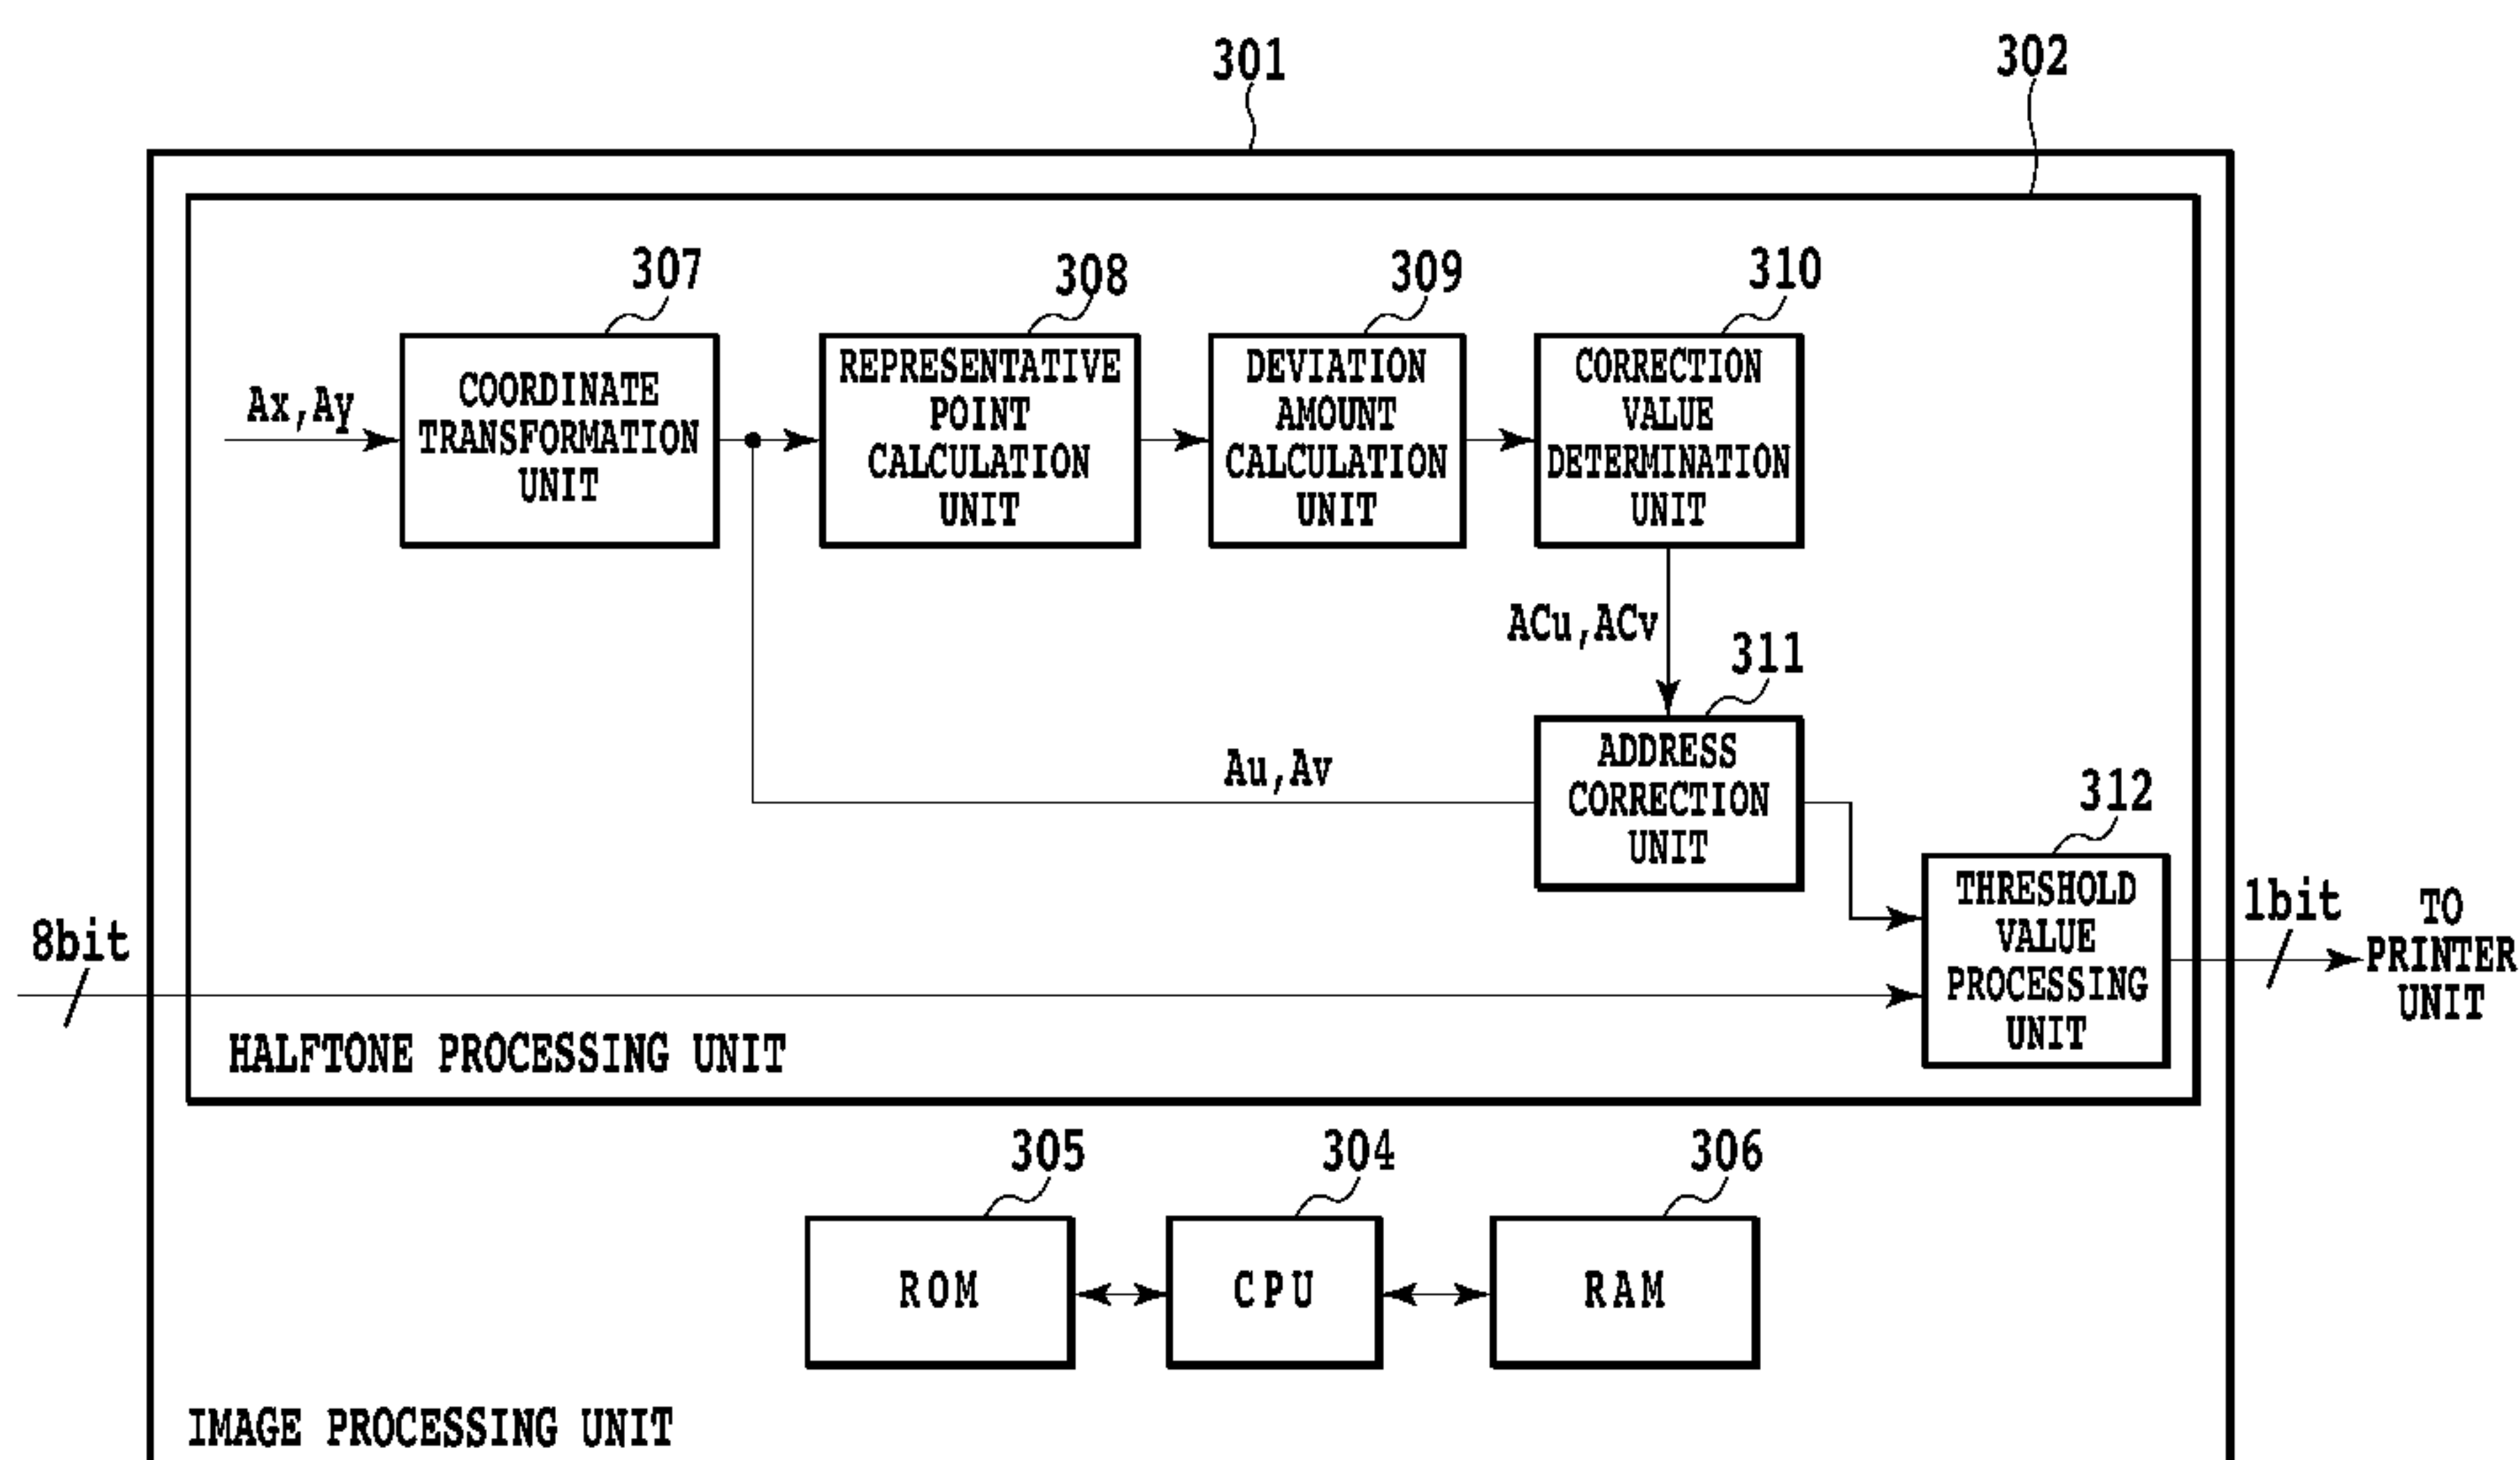 301
302
307
308
309
310
Ax,Ay
COORDINATE
TRANSFORMATION
UNIT
REPRESENTATIVE
POINT
CALCULATION
UNIT
DEVIATION
AMOUNT
CALCULATION
UNIT
CORRECTION
VALUE
DETERMINATION
UNIT
ACu,ACv
311
Au,Av
ADDRESS
CORRECTION
UNIT
312
8bit
THRESHOLD
VALUE
PROCESSING
UNIT
1bit
TO
PRINTER
UNIT
HALFTONE PROCESSING UNIT
305
304
306
ROM
CPU
RAM
IMAGE PROCESSING UNIT